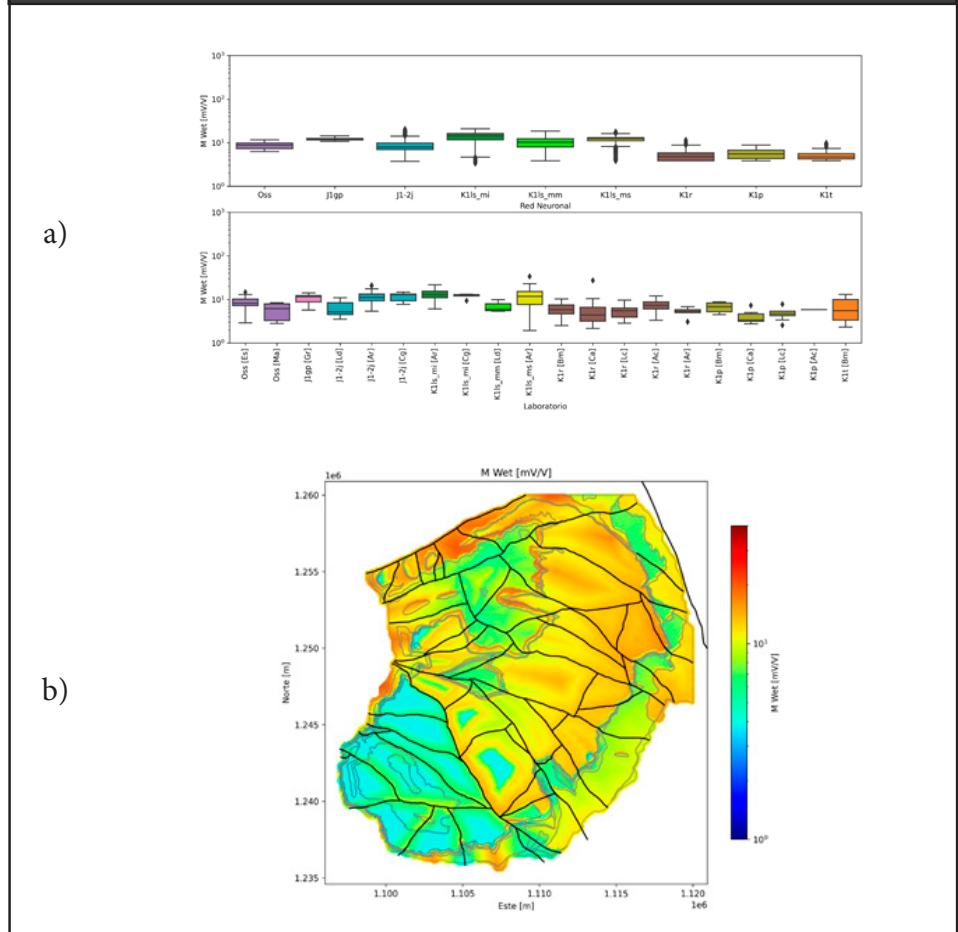 a)
M Wet [mV/V]
10³
10²
10¹
10⁰
Oss J1gp J1-2j K1ls_mi K1ls_mm K1ls_ms K1r K1p K1t
Red Neuronal
M Wet [mV/V]
10³
10²
10¹
10⁰
Oss [Es] Oss [Ma] J1gp [Gr] J1-2j [Ld] J1-2j [Ar] J1-2j [Cg] K1ls_mi [Ar] K1ls_mi [Cg] K1ls_mm [Ld] K1ls_ms [Ar] K1r [Bm] K1r [Ca] K1r [Lc] K1r [Ac] K1r [Ar] K1p [Bm] K1p [Ca] K1p [Lc] K1p [Ac] K1t [Bm]
Laboratorio
b)
M Wet [mV/V]
1e6
Norte [m]
1.260
1.255
1.250
1.245
1.240
1.235
1.100 1.105 1.110 1.115 1.120
Este [m]
1e6
10¹
10⁰
M Wet [mV/V]